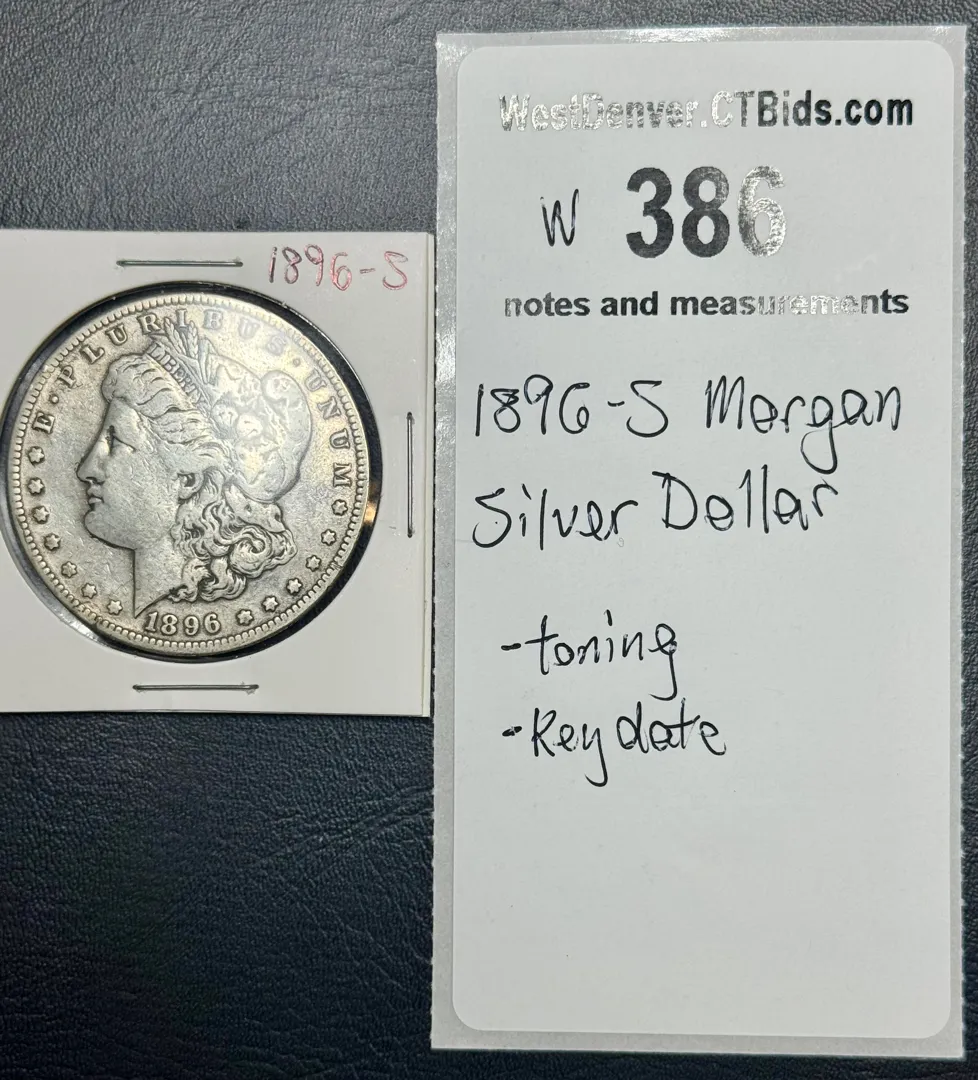 1896-S
E·PLURIBUS·UNUM
LIBERTY
1896
WestDenver.CTBids.com
W 386
notes and measurements
1896-S Morgan
Silver Dollar
-toning
-Key date